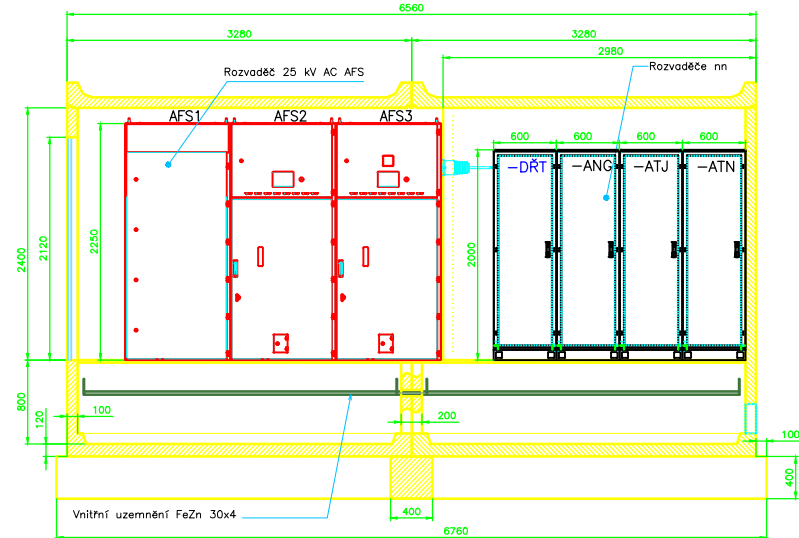 6560
3280
3280
2980
Rozvaděč 25 kV AC AFS
Rozvaděče nn
AFS1
AFS2
AFS3
600
600
600
600
-DŘT
-ANG
-ATJ
-ATN
2400
2120
2250
2000
800
120
100
200
100
400
Vnitřní uzemnění FeZn 30x4
400
6760